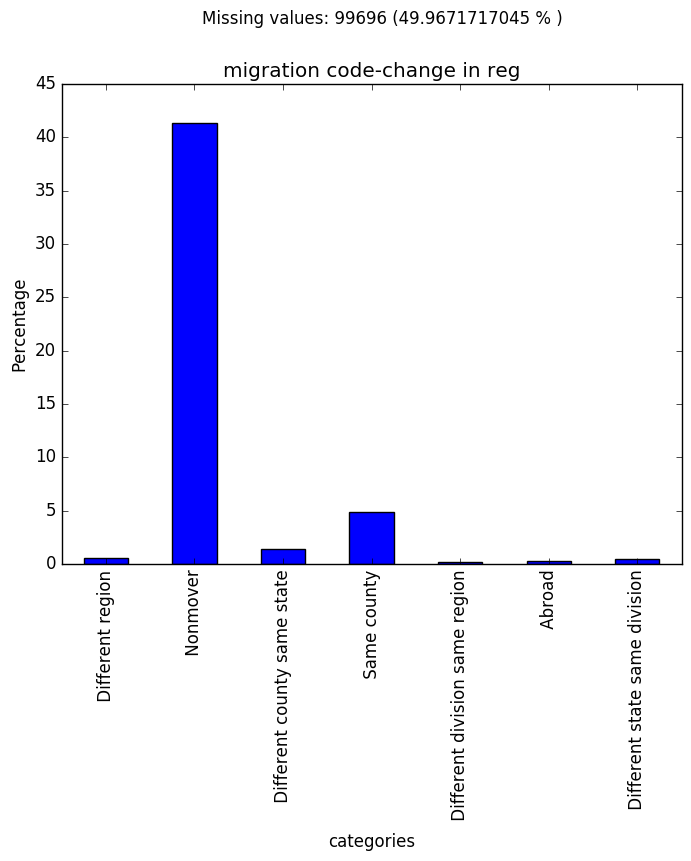 Missing values: 99696 (49.9671717045 % )
migration code-change in reg
45
40
35
30
25
20
15
10
5
0
Percentage
Different region
Nonmover
Different county same state
Same county
Different division same region
Abroad
Different state same division
categories